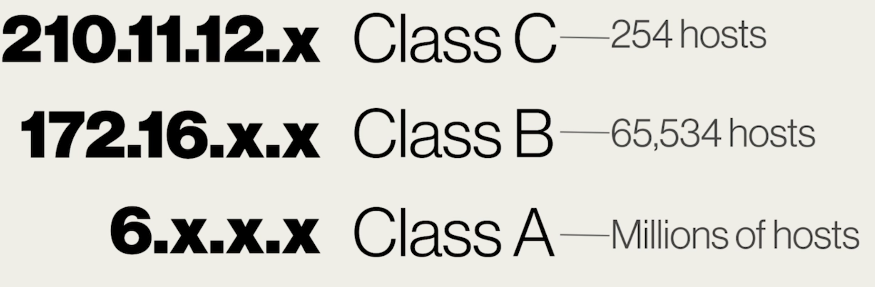 210.11.12.x Class C — 254 hosts
172.16.x.x Class B — 65,534 hosts
6.x.x.x Class A — Millions of hosts